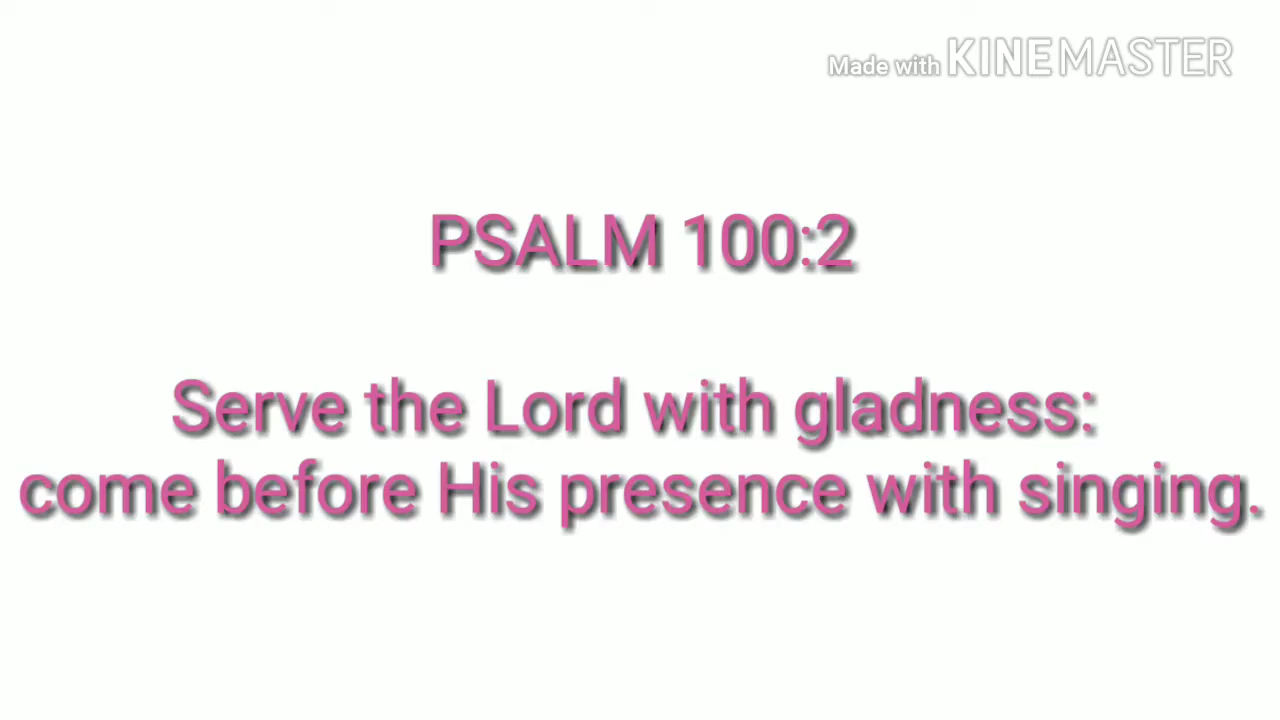 Made with KINEMASTER
PSALM 100:2
Serve the Lord with gladness:
come before His presence with singing.